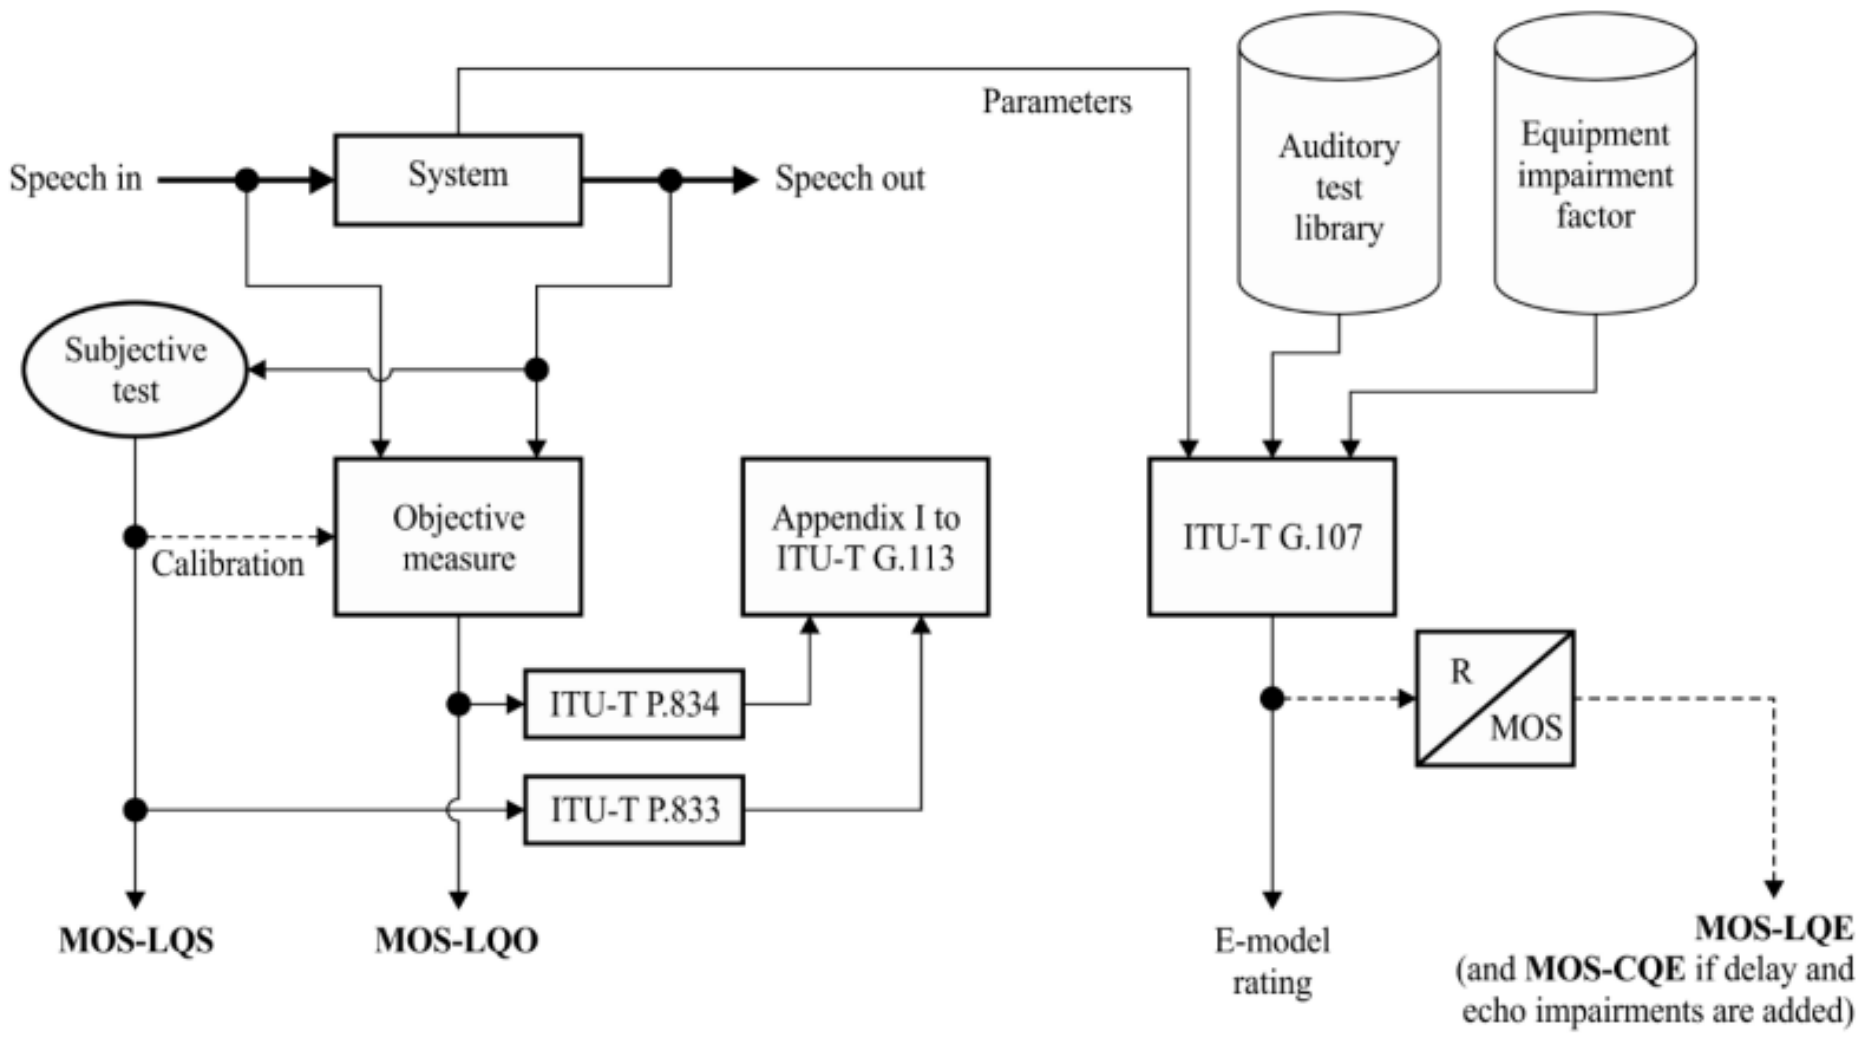 Parameters
Speech in
System
Speech out
Auditory
test
library
Equipment
impairment
factor
Subjective
test
Calibration
Objective
measure
Appendix I to
ITU-T G.113
ITU-T G.107
ITU-T P.834
ITU-T P.833
R
MOS
MOS-LQS
MOS-LQO
E-model
rating
MOS-LQE
(and MOS-CQE if delay and
echo impairments are added)